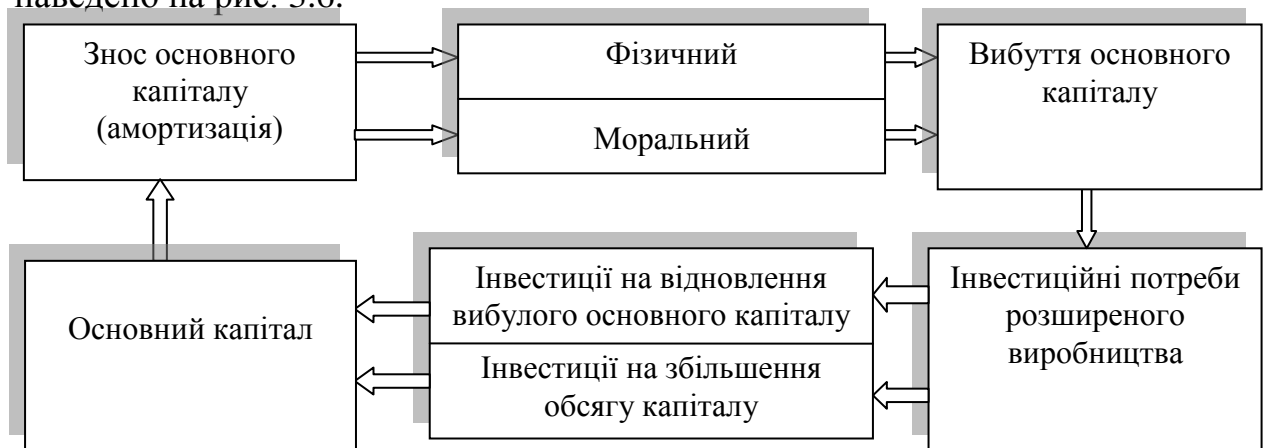 наведено на рис. 3.6.
Знос основного
капіталу
(амортизація)
Фізичний
Моральний
Вибуття основного
капіталу
Основний капітал
Інвестиції на відновлення
вибулого основного капіталу
Інвестиції на збільшення
обсягу капіталу
Інвестиційні потреби
розширеного
виробництва